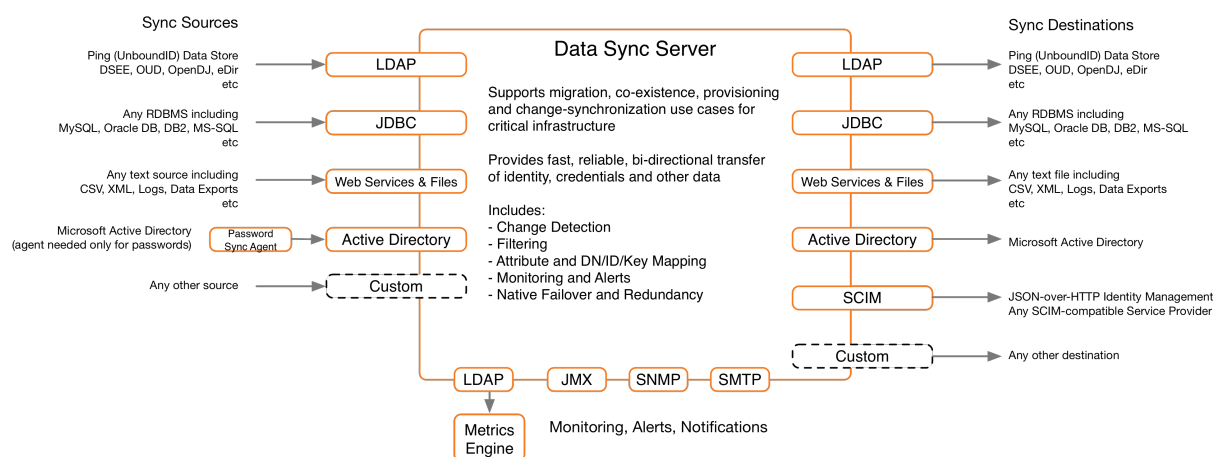 Sync Sources
Ping (UnboundID) Data Store
DSEE, OUD, OpenDJ, eDir
etc
Any RDBMS including
MySQL, Oracle DB, DB2, MS-SQL
etc
Any text source including
CSV, XML, Logs, Data Exports
etc
Microsoft Active Directory
(agent needed only for passwords)
Password
Sync Agent
Any other source
LDAP
JDBC
Web Services & Files
Active Directory
Custom
Data Sync Server
Supports migration, co-existence, provisioning
and change-synchronization use cases for
critical infrastructure
Provides fast, reliable, bi-directional transfer
of identity, credentials and other data
Includes:
- Change Detection
- Filtering
- Attribute and DN/ID/Key Mapping
- Monitoring and Alerts
- Native Failover and Redundancy
LDAP
JDBC
Web Services & Files
Active Directory
SCIM
Custom
Sync Destinations
Ping (UnboundID) Data Store
DSEE, OUD, OpenDJ, eDir
etc
Any RDBMS including
MySQL, Oracle DB, DB2, MS-SQL
etc
Any text file including
CSV, XML, Logs, Data Exports
etc
Microsoft Active Directory
JSON-over-HTTP Identity Management
Any SCIM-compatible Service Provider
Any other destination
LDAP
JMX
SNMP
SMTP
Metrics
Engine
Monitoring, Alerts, Notifications